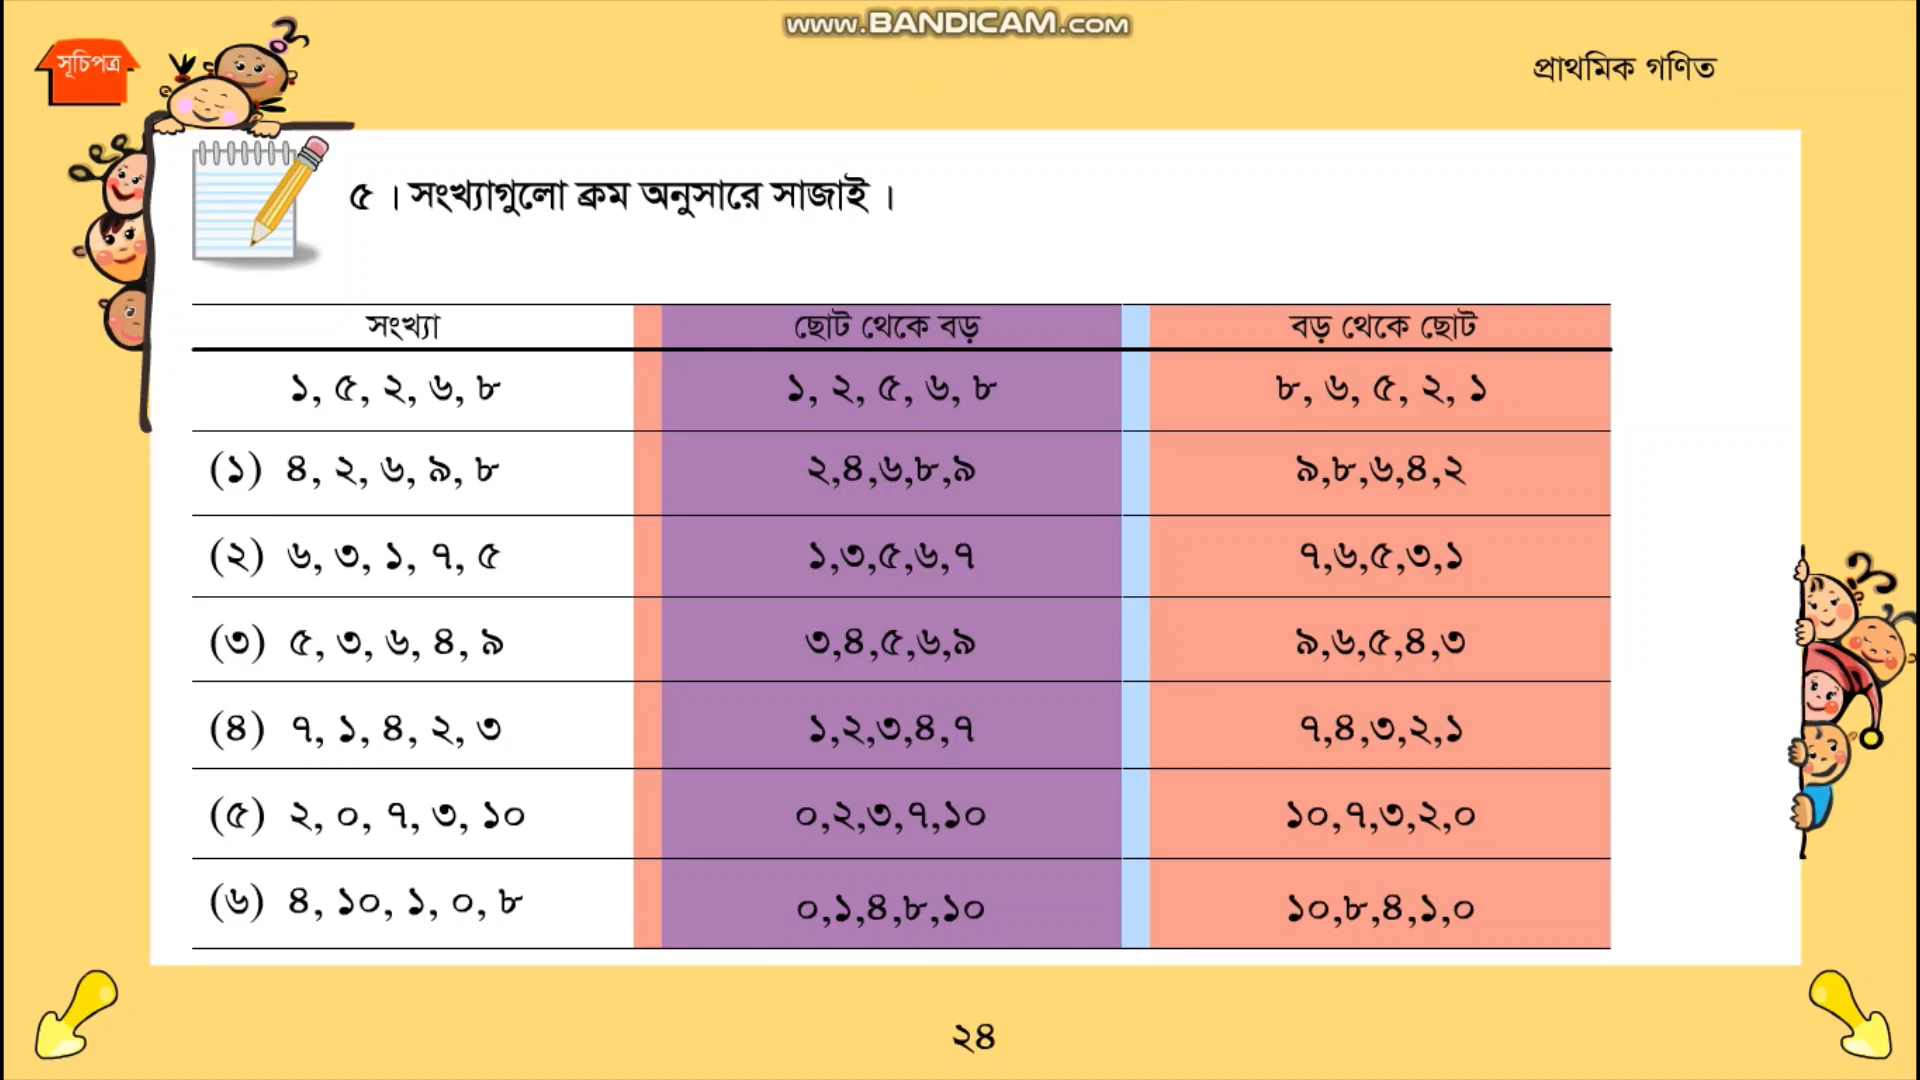 www.BANDICAM.com
সূচিপত্র
প্রাথমিক গণিত
৫ । সংখ্যাগুলো ক্রম অনুসারে সাজাই ।
সংখ্যা ছোট থেকে বড় বড় থেকে ছোট
১, ৫, ২, ৬, ৮ ১, ২, ৫, ৬, ৮ ৮, ৬, ৫, ২, ১
(১) ৪, ২, ৬, ৯, ৮ ২,৪,৬,৮,৯ ৯,৮,৬,৪,২
(২) ৬, ৩, ১, ৭, ৫ ১,৩,৫,৬,৭ ৭,৬,৫,৩,১
(৩) ৫, ৩, ৬, ৪, ৯ ৩,৪,৫,৬,৯ ৯,৬,৫,৪,৩
(৪) ৭, ১, ৪, ২, ৩ ১,২,৩,৪,৭ ৭,৪,৩,২,১
(৫) ২, ০, ৭, ৩, ১০ ০,২,৩,৭,১০ ১০,৭,৩,২,০
(৬) ৪, ১০, ১, ০, ৮ ০,১,৪,৮,১০ ১০,৮,৪,১,০
২৪